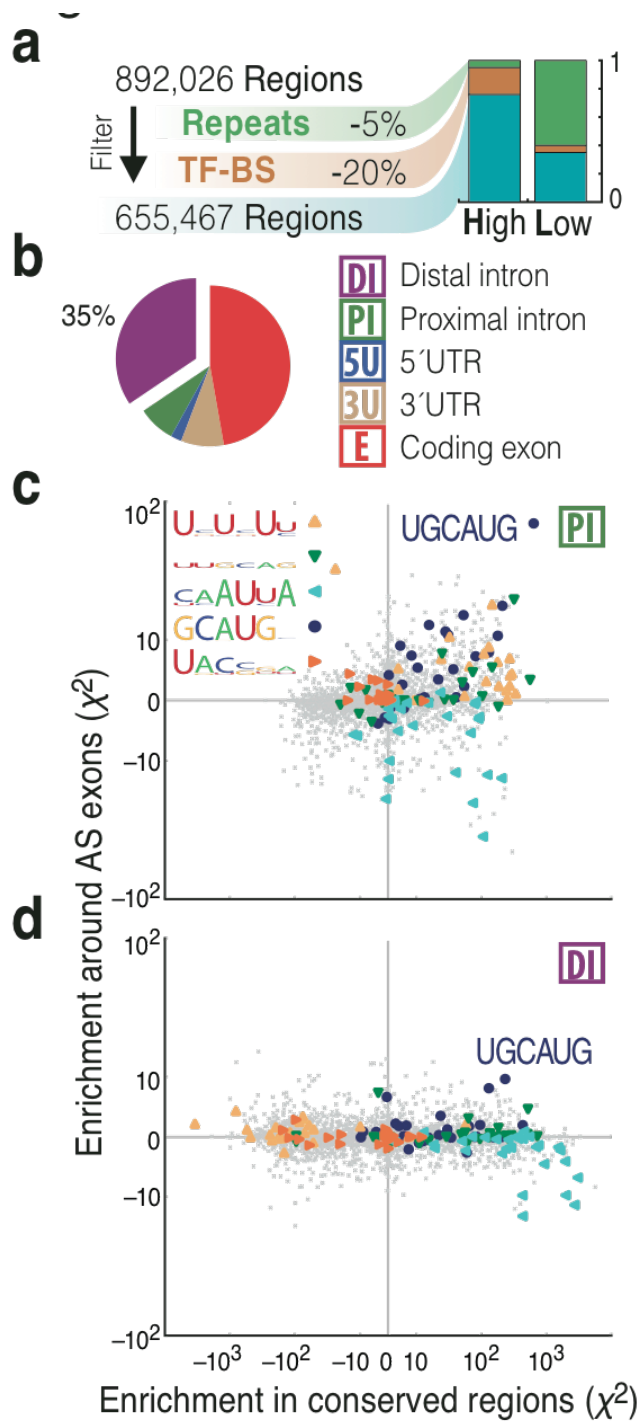 a
892,026 Regions
Filter
Repeats -5%
TF-BS -20%
655,467 Regions
1
0
High Low
b
35%
DI Distal intron
PI Proximal intron
5U 5´UTR
3U 3´UTR
E Coding exon
c
Enrichment around AS exons (χ2)
102
10
0
−10
−102
UGCAUG
PI
GCAUG
d
102
10
0
−10
−102
DI
UGCAUG
−103 −102 −10 0 10 102 103
Enrichment in conserved regions (χ2)